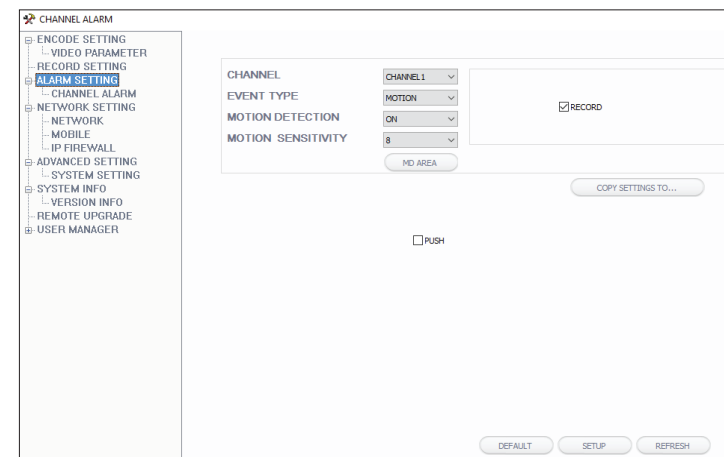 CHANNEL ALARM
ENCODE SETTING
VIDEO PARAMETER
RECORD SETTING
ALARM SETTING
CHANNEL ALARM
NETWORK SETTING
NETWORK
MOBILE
IP FIREWALL
ADVANCED SETTING
SYSTEM SETTING
SYSTEM INFO
VERSION INFO
REMOTE UPGRADE
USER MANAGER
CHANNEL CHANNEL1
EVENT TYPE MOTION
MOTION DETECTION ON
MOTION SENSITIVITY 8
MD AREA
RECORD
COPY SETTINGS TO...
PUSH
DEFAULT SETUP REFRESH